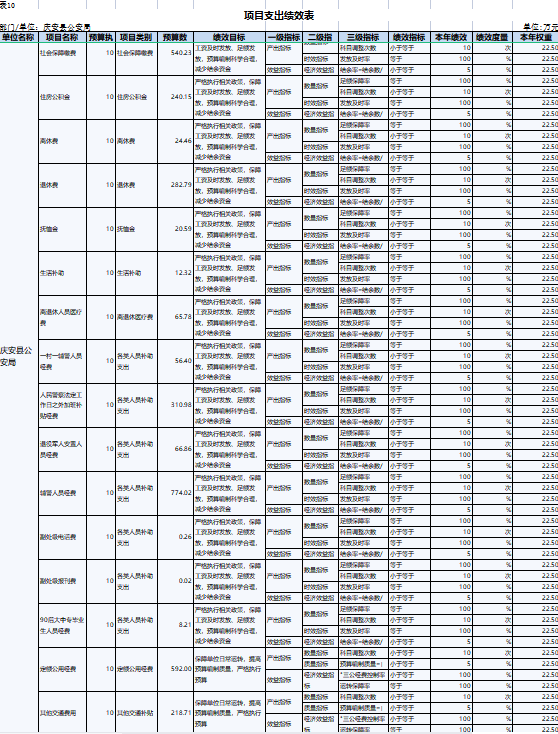 表10
项目支出绩效表
部门/单位：庆安县公安局 单位:万元
单位名称 项目名称 预算执 项目类别 预算数 绩效目标 一级指标 二级指 三级指标 绩效指标 本年绩效 绩效度量 本年权重
庆安县公安局
社会保障缴费 10 社会保障缴费 540.23 工资及时发放、足额发放，预算编制科学合理，减少结余资金
产出指标 科目调整次数 小于等于 10 次 22.50
时效指标 发放及时率 等于 100 % 22.50
效益指标 经济效益指 结余率=结余数/ 小于等于 5 % 22.50
住房公积金 10 住房公积金 240.15 严格执行相关政策，保障工资及时发放、足额发放，预算编制科学合理，减少结余资金
产出指标 数量指标 足额保障率 等于 100 % 22.50
科目调整次数 小于等于 10 次 22.50
时效指标 发放及时率 等于 100 % 22.50
效益指标 经济效益指 结余率=结余数/ 小于等于 5 % 22.50
离休费 10 离休费 24.46 严格执行相关政策，保障工资及时发放、足额发放，预算编制科学合理，减少结余资金
产出指标 数量指标 足额保障率 等于 100 % 22.50
科目调整次数 小于等于 10 次 22.50
时效指标 发放及时率 等于 100 % 22.50
效益指标 经济效益指 结余率=结余数/ 小于等于 5 % 22.50
退休费 10 退休费 282.79 严格执行相关政策，保障工资及时发放、足额发放，预算编制科学合理，减少结余资金
产出指标 数量指标 足额保障率 等于 100 % 22.50
科目调整次数 小于等于 10 次 22.50
时效指标 发放及时率 等于 100 % 22.50
效益指标 经济效益指 结余率=结余数/ 小于等于 5 % 22.50
抚恤金 10 抚恤金 20.59 严格执行相关政策，保障工资及时发放、足额发放，预算编制科学合理，减少结余资金
产出指标 数量指标 足额保障率 等于 100 % 22.50
科目调整次数 小于等于 10 次 22.50
时效指标 发放及时率 等于 100 % 22.50
效益指标 经济效益指 结余率=结余数/ 小于等于 5 % 22.50
生活补助 10 生活补助 12.32 严格执行相关政策，保障工资及时发放、足额发放，预算编制科学合理，减少结余资金
产出指标 数量指标 足额保障率 等于 100 % 22.50
科目调整次数 小于等于 10 次 22.50
时效指标 发放及时率 等于 100 % 22.50
效益指标 经济效益指 结余率=结余数/ 小于等于 5 % 22.50
离退休人员医疗费 10 离退休医疗费 65.78 严格执行相关政策，保障工资及时发放、足额发放，预算编制科学合理，减少结余资金
产出指标 数量指标 足额保障率 等于 100 % 22.50
科目调整次数 小于等于 10 次 22.50
时效指标 发放及时率 等于 100 % 22.50
效益指标 经济效益指 结余率=结余数/ 小于等于 5 % 22.50
一村一辅警人员经费 10 各类人员补助支出 56.40 严格执行相关政策，保障工资及时发放、足额发放，预算编制科学合理，减少结余资金
产出指标 数量指标 足额保障率 等于 100 % 22.50
科目调整次数 小于等于 10 次 22.50
时效指标 发放及时率 等于 100 % 22.50
效益指标 经济效益指 结余率=结余数/ 小于等于 5 % 22.50
人民警察法定工作日之外加班补贴经费 10 各类人员补助支出 310.98 严格执行相关政策，保障工资及时发放、足额发放，预算编制科学合理，减少结余资金
产出指标 数量指标 足额保障率 等于 100 % 22.50
科目调整次数 小于等于 10 次 22.50
时效指标 发放及时率 等于 100 % 22.50
效益指标 经济效益指 结余率=结余数/ 小于等于 5 % 22.50
退役军人安置人员经费 10 各类人员补助支出 66.86 严格执行相关政策，保障工资及时发放、足额发放，预算编制科学合理，减少结余资金
产出指标 数量指标 足额保障率 等于 100 % 22.50
科目调整次数 小于等于 10 次 22.50
时效指标 发放及时率 等于 100 % 22.50
效益指标 经济效益指 结余率=结余数/ 小于等于 5 % 22.50
辅警人员经费 10 各类人员补助支出 774.02 严格执行相关政策，保障工资及时发放、足额发放，预算编制科学合理，减少结余资金
产出指标 数量指标 足额保障率 等于 100 % 22.50
科目调整次数 小于等于 10 次 22.50
时效指标 发放及时率 等于 100 % 22.50
效益指标 经济效益指 结余率=结余数/ 小于等于 5 % 22.50
副处级电话费 10 各类人员补助支出 0.26 严格执行相关政策，保障工资及时发放、足额发放，预算编制科学合理，减少结余资金
产出指标 数量指标 足额保障率 等于 100 % 22.50
科目调整次数 小于等于 10 次 22.50
时效指标 发放及时率 等于 100 % 22.50
效益指标 经济效益指 结余率=结余数/ 小于等于 5 % 22.50
副处级报刊费 10 各类人员补助支出 0.02 严格执行相关政策，保障工资及时发放、足额发放，预算编制科学合理，减少结余资金
产出指标 数量指标 足额保障率 等于 100 % 22.50
科目调整次数 小于等于 10 次 22.50
时效指标 发放及时率 等于 100 % 22.50
效益指标 经济效益指 结余率=结余数/ 小于等于 5 % 22.50
90后大中专毕业生人员经费 10 各类人员补助支出 8.21 严格执行相关政策，保障工资及时发放、足额发放，预算编制科学合理，减少结余资金
产出指标 数量指标 足额保障率 等于 100 % 22.50
科目调整次数 小于等于 10 次 22.50
时效指标 发放及时率 等于 100 % 22.50
效益指标 经济效益指 结余率=结余数/ 小于等于 5 % 22.50
定额公用经费 10 定额公用经费 592.00 保障单位日常运转，提高预算编制质量，严格执行预算
产出指标 数量指标 科目调整次数 小于等于 10 次 22.50
质量指标 预算编制质量=| 小于等于 5 % 22.50
效益指标 经济效益指标 "三公经费控制率 小于等于 100 % 22.50
运转保障率 等于 100 % 22.50
其他交通费用 10 其他交通补贴 218.71 保障单位日常运转，提高预算编制质量，严格执行预算
产出指标 数量指标 科目调整次数 小于等于 10 次 22.50
质量指标 预算编制质量=| 小于等于 5 % 22.50
效益指标 经济效益指标 "三公经费控制率 小于等于 100 % 22.50
运转保障率 等于 100 % 22.50